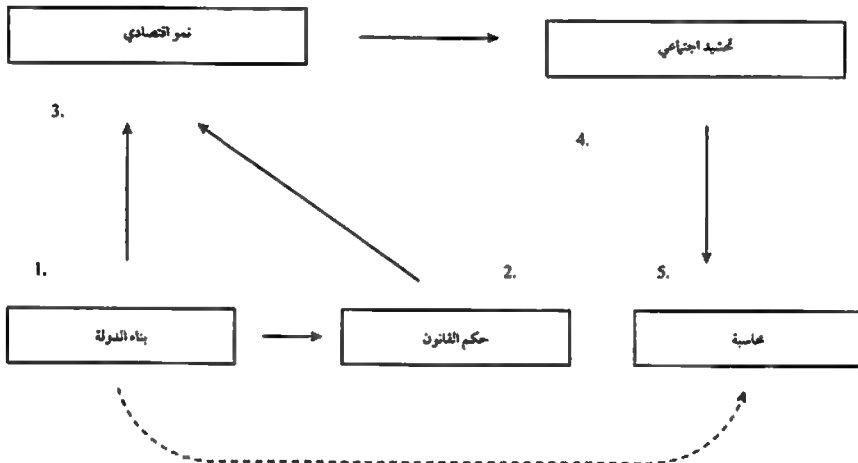 نمو اقتصادي
تحشيد اجتماعي
3.
4.
1.
2.
5.
بناء الدولة
حكم القانون
محاسبة